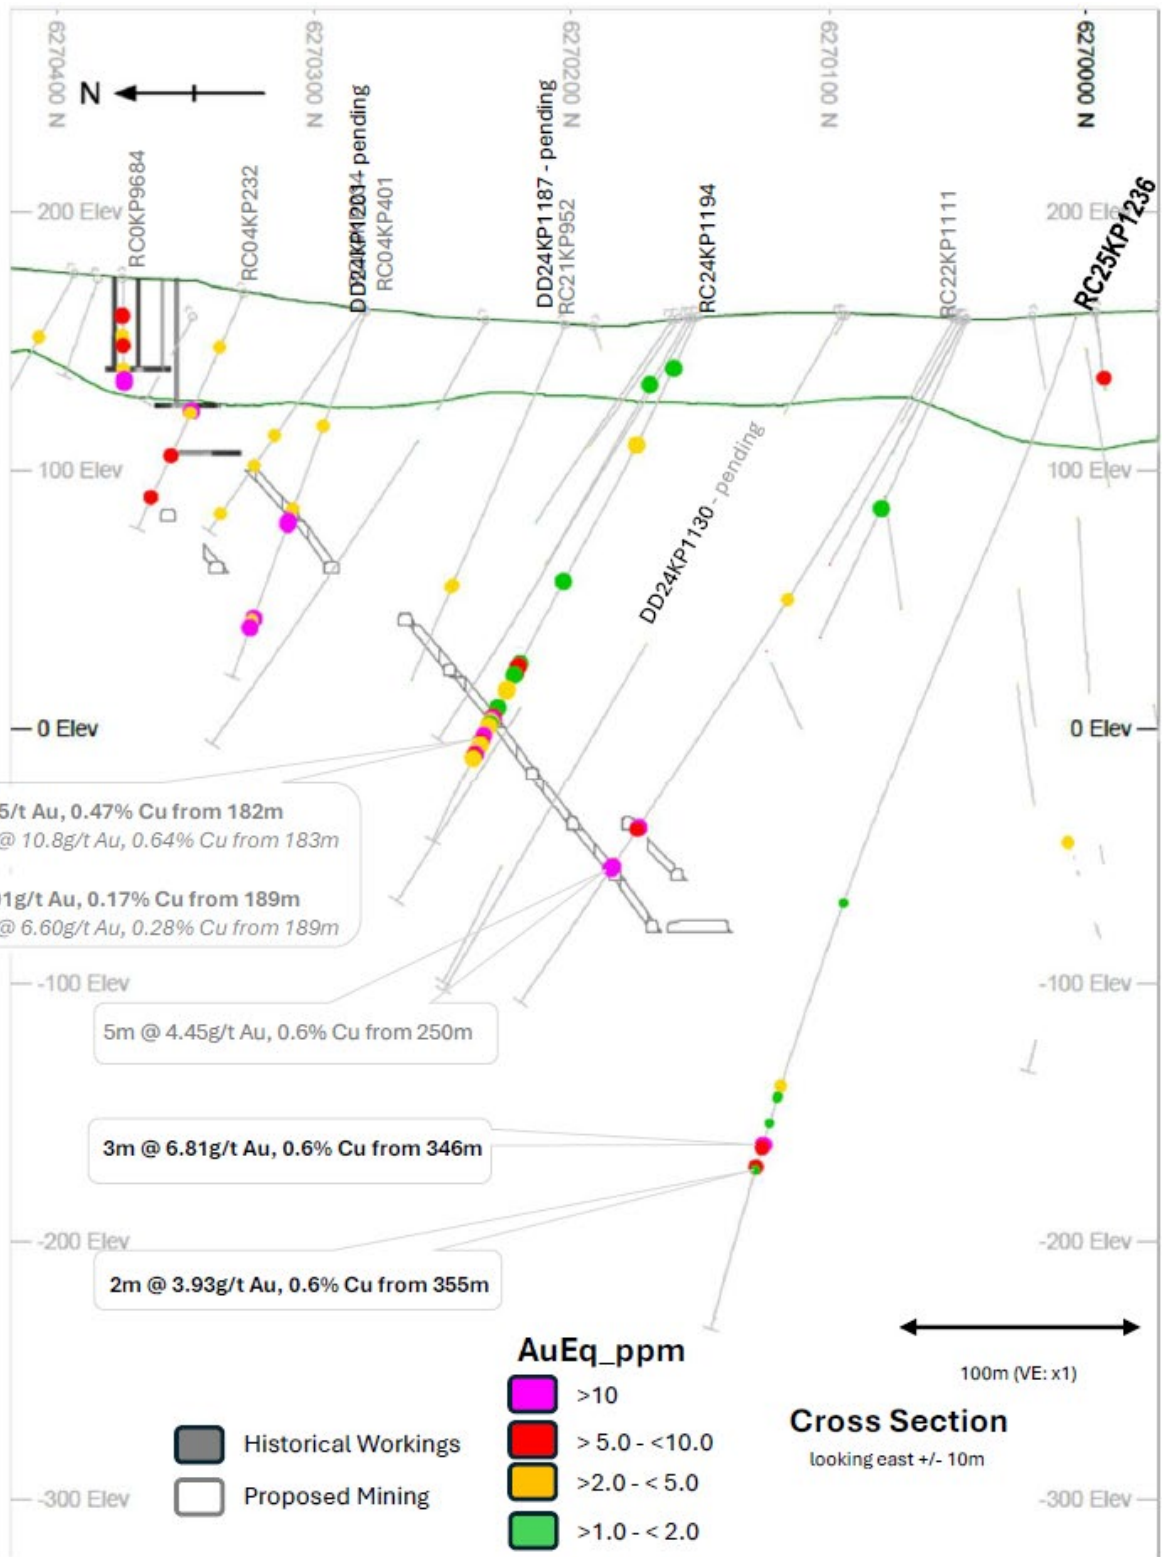 6270400 N
6270300 N
6270200 N
6270100 N
6270000 N
N
RC0KP9684
RC04KP232
DD24KP1201 - pending
RC04KP401
DD24KP1187 - pending
RC21KP952
RC24KP1194
RC22KP1111
RC25KP1236
200 Elev
200 Elev
100 Elev
100 Elev
DD24KP1130 - pending
0 Elev
0 Elev
5/t Au, 0.47% Cu from 182m
@ 10.8g/t Au, 0.64% Cu from 183m
1g/t Au, 0.17% Cu from 189m
@ 6.60g/t Au, 0.28% Cu from 189m
-100 Elev
-100 Elev
5m @ 4.45g/t Au, 0.6% Cu from 250m
3m @ 6.81g/t Au, 0.6% Cu from 346m
-200 Elev
-200 Elev
2m @ 3.93g/t Au, 0.6% Cu from 355m
100m (VE: x1)
Cross Section
looking east +/- 10m
AuEq_ppm
>10
> 5.0 - <10.0
>2.0 - < 5.0
>1.0 - < 2.0
Historical Workings
Proposed Mining
-300 Elev
-300 Elev